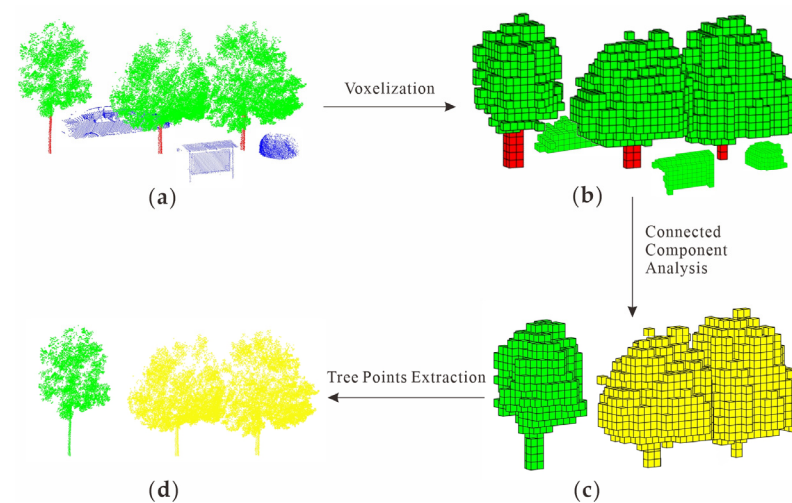 Voxelization
(a)
(b)
Connected
Component
Analysis
Tree Points Extraction
(d)
(c)